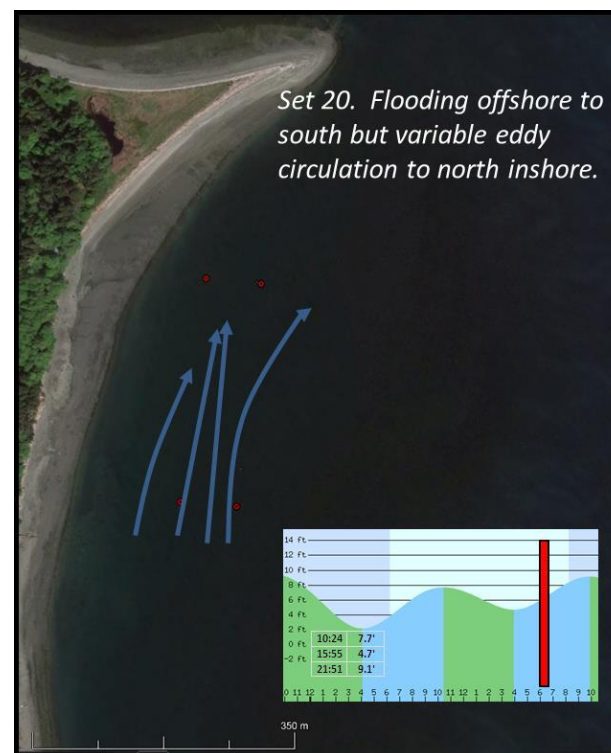 Set 20. Flooding offshore to
south but variable eddy
circulation to north inshore.
14 ft
12 ft
10 ft
8 ft
6 ft
4 ft
2 ft
0 ft
-2 ft
10:24 7.7'
15:55 4.7'
21:51 9.1'
0 11 12 1 2 3 4 5 6 7 8 9 10 11 12 1 2 3 4 5 6 7 8 9 10
350 m